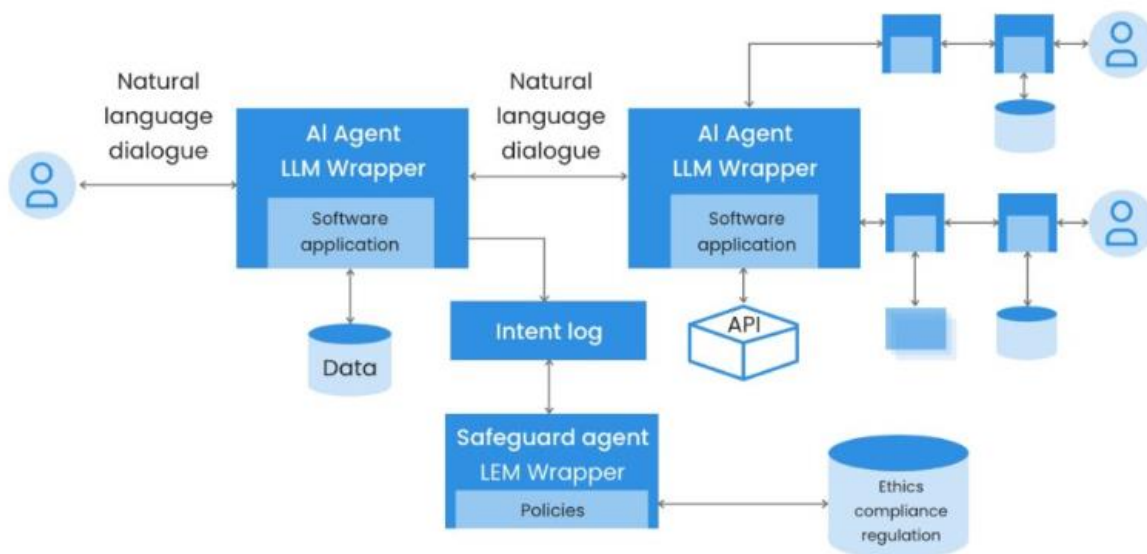 Natural
language
dialogue
AI Agent
LLM Wrapper
Software
application
Natural
language
dialogue
AI Agent
LLM Wrapper
Software
application
Data
Intent log
API
Safeguard agent
LEM Wrapper
Policies
Ethics
compliance
regulation